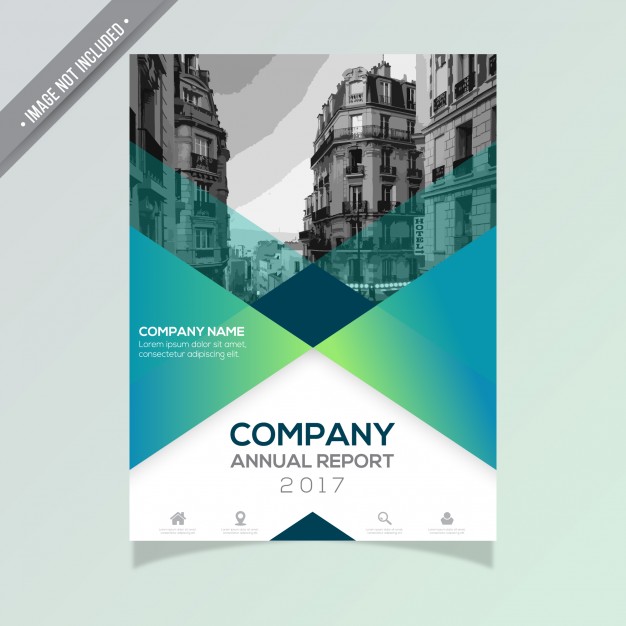 • IMAGE NOT INCLUDED •
HOTEL
COMPANY NAME
Lorem ipsum dolor sit amet,
consectetur adipiscing elit.
COMPANY
ANNUAL REPORT
2017